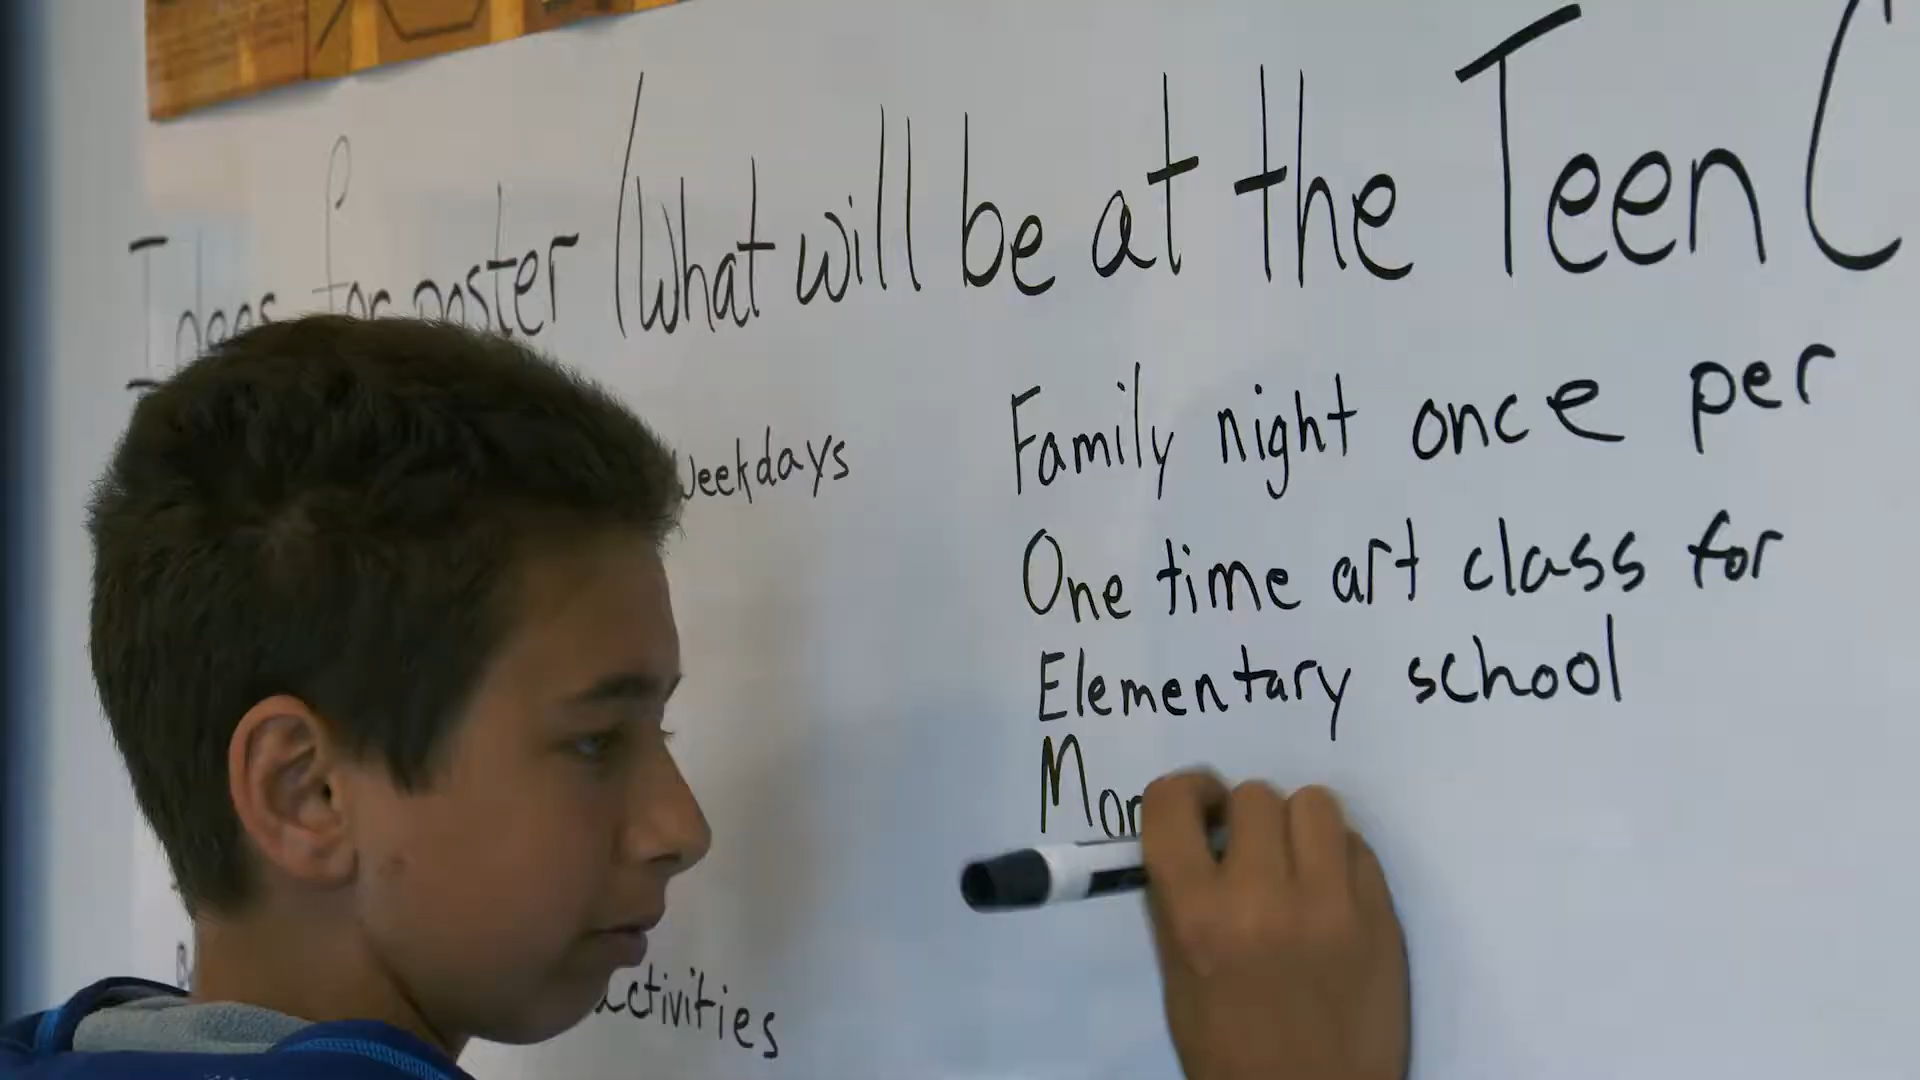 Ideas for poster (What will be at the Teen C
weekdays
Family night once per
One time art class for
Elementary school
Mor
activities